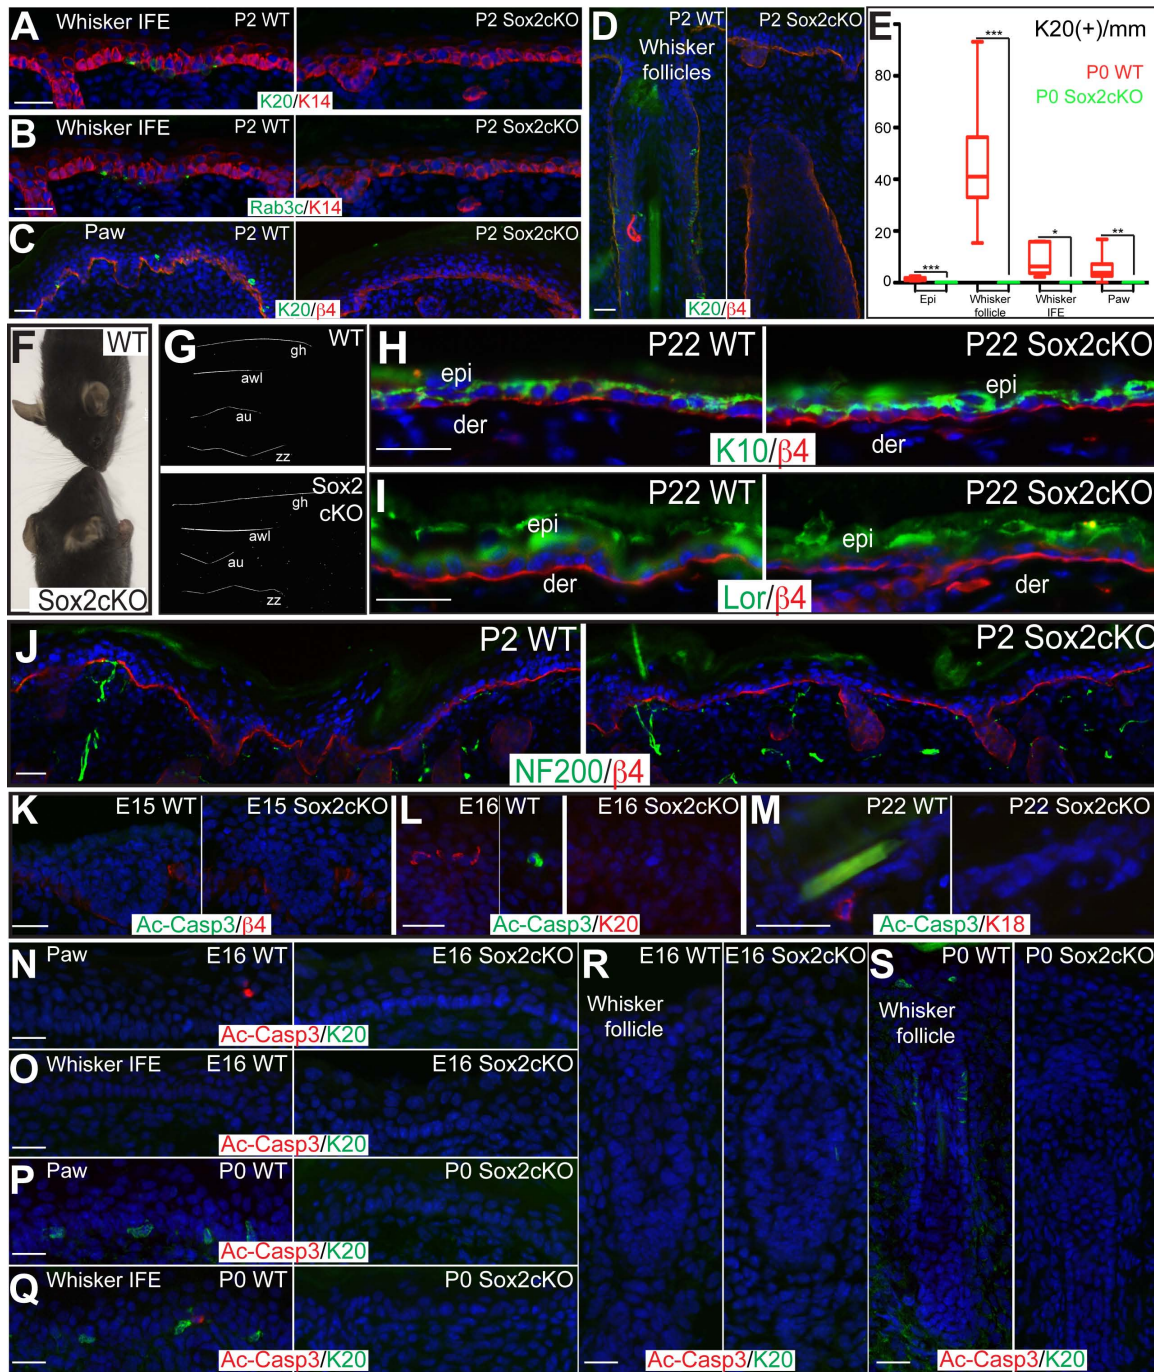 A
Whisker IFE
P2 WT
P2 Sox2cKO
K20/K14
B
Whisker IFE
P2 WT
P2 Sox2cKO
Rab3c/K14
C
Paw
P2 WT
P2 Sox2cKO
K20/β4
D
P2 WT
P2 Sox2cKO
Whisker
follicles
K20/β4
E
K20(+)/mm
***
P0 WT
P0 Sox2cKO
80
60
40
20
0
***
*
**
Epi
Whisker
follicle
Whisker
IFE
Paw
F
WT
Sox2cKO
G
WT
gh
awl
au
zz
Sox2
cKO
gh
awl
au
zz
H
P22 WT
P22 Sox2cKO
epi
epi
der
der
K10/β4
I
P22 WT
P22 Sox2cKO
epi
epi
der
der
Lor/β4
J
P2 WT
P2 Sox2cKO
NF200/β4
K
E15 WT
E15 Sox2cKO
Ac-Casp3/β4
L
E16 WT
E16 Sox2cKO
Ac-Casp3/K20
M
P22 WT
P22 Sox2cKO
Ac-Casp3/K18
N
Paw
E16 WT
E16 Sox2cKO
Ac-Casp3/K20
O
Whisker IFE
E16 WT
E16 Sox2cKO
Ac-Casp3/K20
P
Paw
P0 WT
P0 Sox2cKO
Ac-Casp3/K20
Q
Whisker IFE
P0 WT
P0 Sox2cKO
Ac-Casp3/K20
R
E16 WT
E16 Sox2cKO
Whisker
follicle
Ac-Casp3/K20
S
P0 WT
P0 Sox2cKO
Whisker
follicle
Ac-Casp3/K20